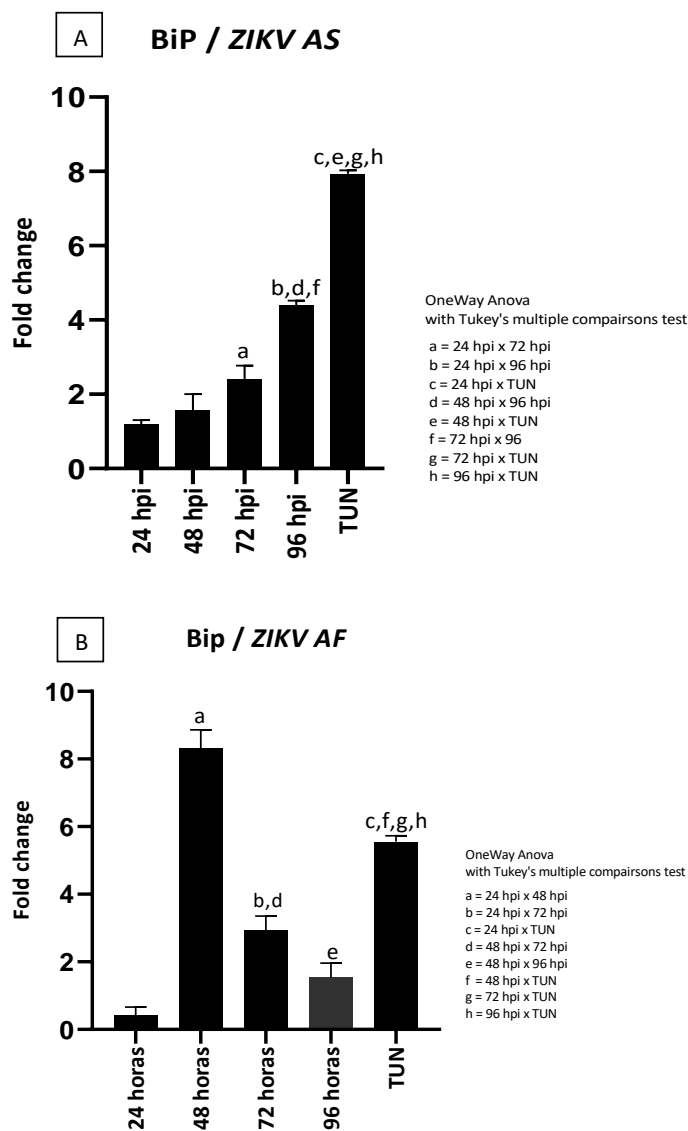 A
BiP / ZIKV AS
10
8
6
4
2
0
Fold change
a
b,d,f
c,e,g,h
24 hpi
48 hpi
72 hpi
96 hpi
TUN
OneWay Anova
with Tukey's multiple compairsons test
a = 24 hpi x 72 hpi
b = 24 hpi x 96 hpi
c = 24 hpi x TUN
d = 48 hpi x 96 hpi
e = 48 hpi x TUN
f = 72 hpi x 96
g = 72 hpi x TUN
h = 96 hpi x TUN
B
Bip / ZIKV AF
10
8
6
4
2
0
Fold change
a
b,d
e
c,f,g,h
24 horas
48 horas
72 horas
96 horas
TUN
OneWay Anova
with Tukey's multiple compairsons test
a = 24 hpi x 48 hpi
b = 24 hpi x 72 hpi
c = 24 hpi x TUN
d = 48 hpi x 72 hpi
e = 48 hpi x 96 hpi
f = 48 hpi x TUN
g = 72 hpi x TUN
h = 96 hpi x TUN